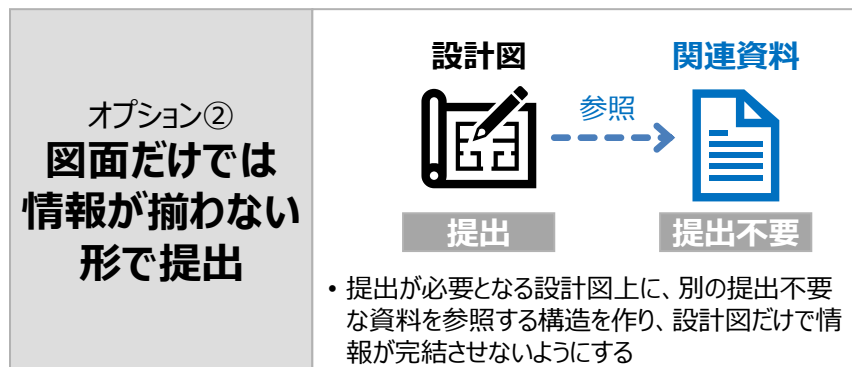 オプション②
図面だけでは
情報が揃わない
形で提出
設計図
関連資料
参照
提出
提出不要
• 提出が必要となる設計図上に、別の提出不要
な資料を参照する構造を作り、設計図だけで情
報が完結させないようにする